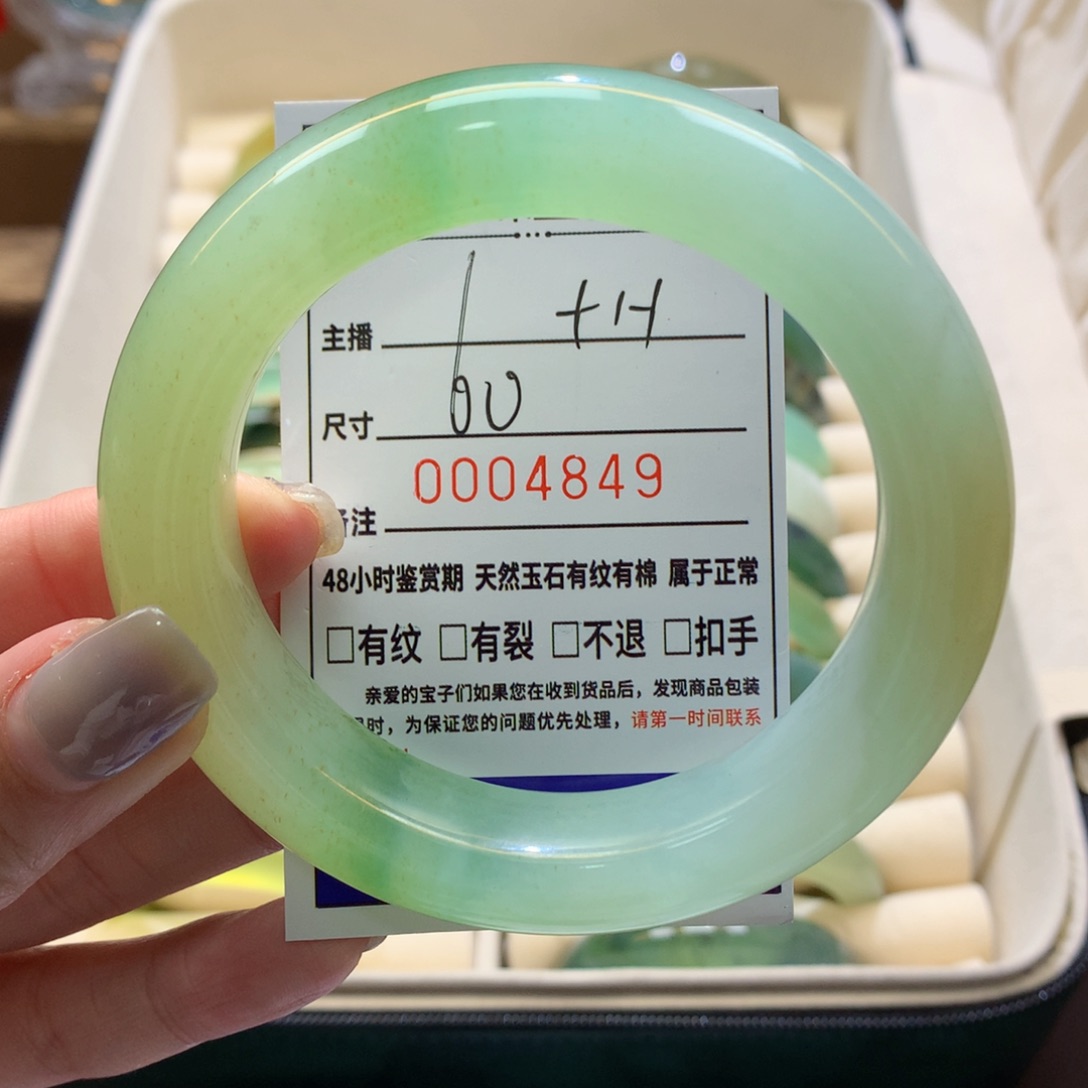 主播 +H
尺寸 60
0004849
备注
48小时鉴赏期 天然玉石有纹有棉 属于正常
□有纹 □有裂 □不退 □扣手
亲爱的宝子们如果您在收到货品后，发现商品包装
时，为保证您的问题优先处理，请第一时间联系